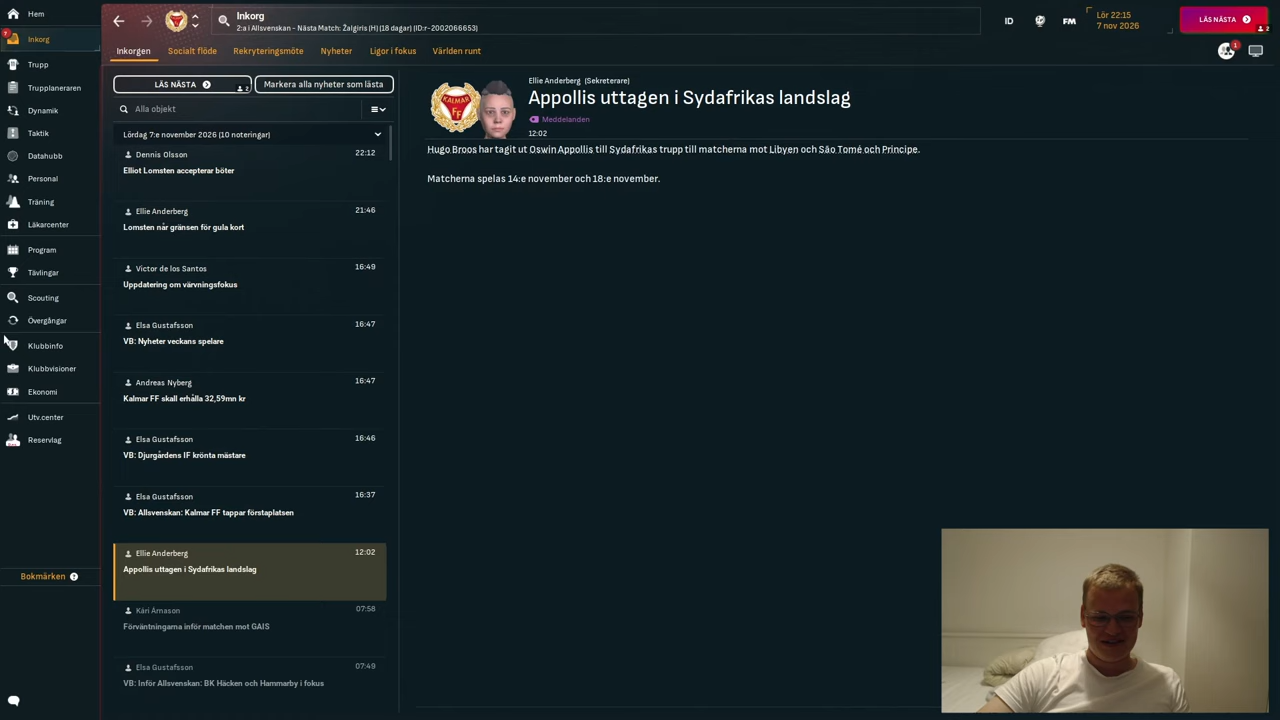 Hem
7
Inkorg
Trupp
Trupplaneraren
Dynamik
Taktik
Datahubb
Personal
Träning
Läkarcenter
Program
Tävlingar
Scouting
Övergångar
Klubbinfo
Klubbvisioner
Ekonomi
Utv.center
Reservlag
Bokmärken ?
Inkorg
2:a i Allsvenskan - Nästa Match: Žalgiris (H) (18 dagar) (ID:r-2002066653)
ID
FM
Lör 22:15
7 nov 2026
LÄS NÄSTA
2
Inkorgen
Socialt flöde
Rekryteringsmöte
Nyheter
Ligor i fokus
Världen runt
1
LÄS NÄSTA
2
Markera alla nyheter som lästa
Alla objekt
Lördag 7:e november 2026 (10 noteringar)
Dennis Olsson 22:12
Elliot Lomsten accepterar böter
Ellie Anderberg 21:46
Lomsten når gränsen för gula kort
Victor de los Santos 16:49
Uppdatering om värvningsfokus
Elsa Gustafsson 16:47
VB: Nyheter veckans spelare
Andreas Nyberg 16:47
Kalmar FF skall erhålla 32,59mn kr
Elsa Gustafsson 16:46
VB: Djurgårdens IF krönta mästare
Elsa Gustafsson 16:37
VB: Allsvenskan: Kalmar FF tappar förstaplatsen
Ellie Anderberg 12:02
Appollis uttagen i Sydafrikas landslag
Kári Árnason 07:58
Förväntningarna inför matchen mot GAIS
Elsa Gustafsson 07:49
VB: Inför Allsvenskan: BK Häcken och Hammarby i fokus
KALMAR
FF
Ellie Anderberg (Sekreterare)
Appollis uttagen i Sydafrikas landslag
Meddelanden
12:02
Hugo Broos har tagit ut Oswin Appollis till Sydafrikas trupp till matcherna mot Libyen och São Tomé och Príncipe.
Matcherna spelas 14:e november och 18:e november.